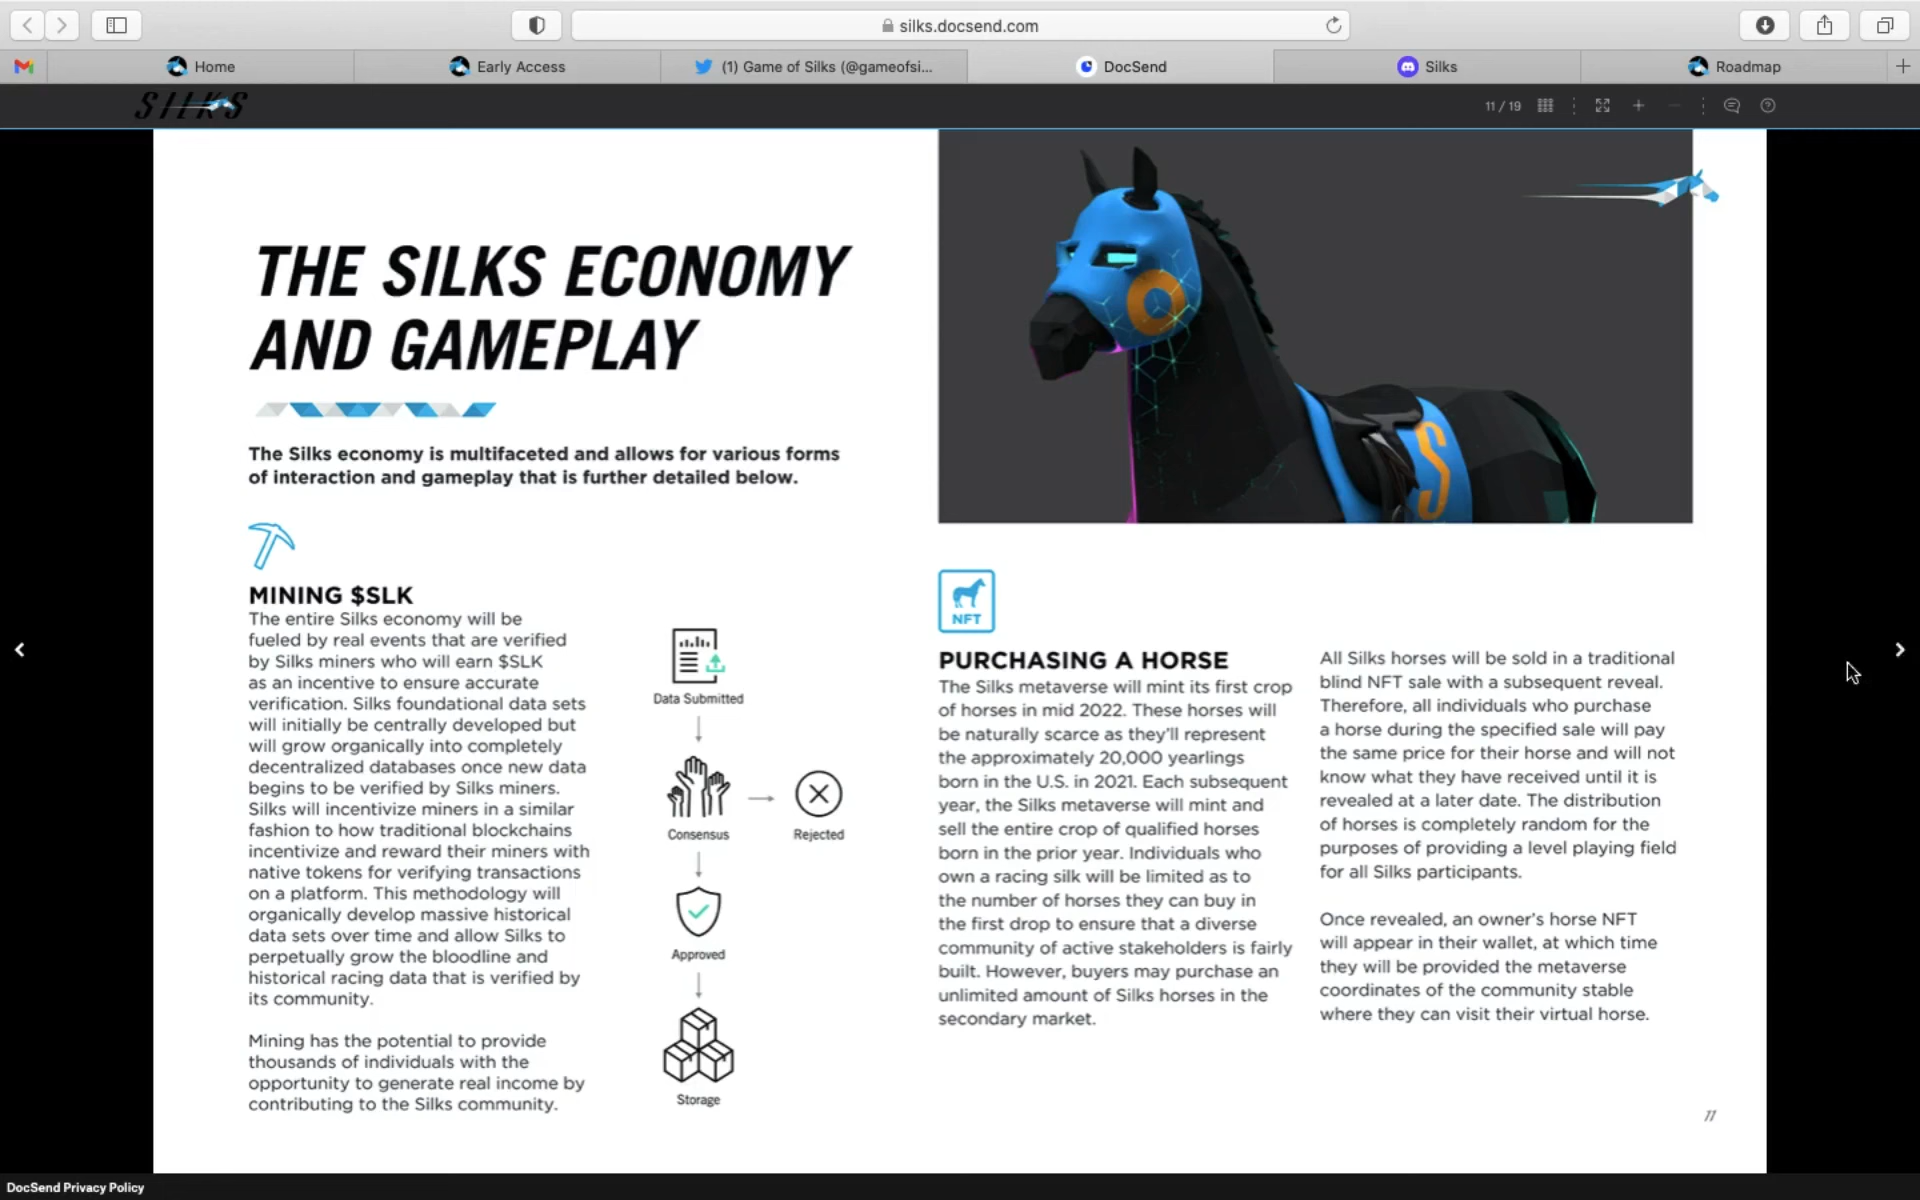 silks.docsend.com
Home
Early Access
(1) Game of Silks (@gameofsi...
DocSend
Silks
Roadmap
SILKS
11 / 19
THE SILKS ECONOMY
AND GAMEPLAY
The Silks economy is multifaceted and allows for various forms
of interaction and gameplay that is further detailed below.
MINING $SLK
The entire Silks economy will be
fueled by real events that are verified
by Silks miners who will earn $SLK
as an incentive to ensure accurate
verification. Silks foundational data sets
will initially be centrally developed but
will grow organically into completely
decentralized databases once new data
begins to be verified by Silks miners.
Silks will incentivize miners in a similar
fashion to how traditional blockchains
incentivize and reward their miners with
native tokens for verifying transactions
on a platform. This methodology will
organically develop massive historical
data sets over time and allow Silks to
perpetually grow the bloodline and
historical racing data that is verified by
its community.
Mining has the potential to provide
thousands of individuals with the
opportunity to generate real income by
contributing to the Silks community.
Data Submitted
Consensus
Rejected
Approved
Storage
S
NFT
PURCHASING A HORSE
The Silks metaverse will mint its first crop
of horses in mid 2022. These horses will
be naturally scarce as they'll represent
the approximately 20,000 yearlings
born in the U.S. in 2021. Each subsequent
year, the Silks metaverse will mint and
sell the entire crop of qualified horses
born in the prior year. Individuals who
own a racing silk will be limited as to
the number of horses they can buy in
the first drop to ensure that a diverse
community of active stakeholders is fairly
built. However, buyers may purchase an
unlimited amount of Silks horses in the
secondary market.
All Silks horses will be sold in a traditional
blind NFT sale with a subsequent reveal.
Therefore, all individuals who purchase
a horse during the specified sale will pay
the same price for their horse and will not
know what they have received until it is
revealed at a later date. The distribution
of horses is completely random for the
purposes of providing a level playing field
for all Silks participants.
Once revealed, an owner's horse NFT
will appear in their wallet, at which time
they will be provided the metaverse
coordinates of the community stable
where they can visit their virtual horse.
11
DocSend Privacy Policy